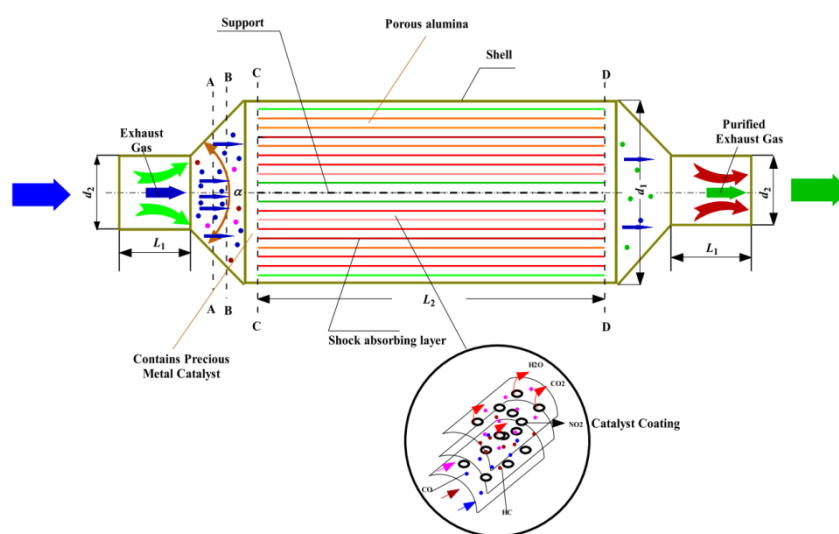 Support
Porous alumina
Shell
A
B
C
D
Exhaust
Gas
Purified
Exhaust Gas
d2
α
d1
d2
L1
L1
L2
A
B
C
D
Contains Precious
Metal Catalyst
Shock absorbing layer
H2O
CO2
NO2
Catalyst Coating
CO
HC